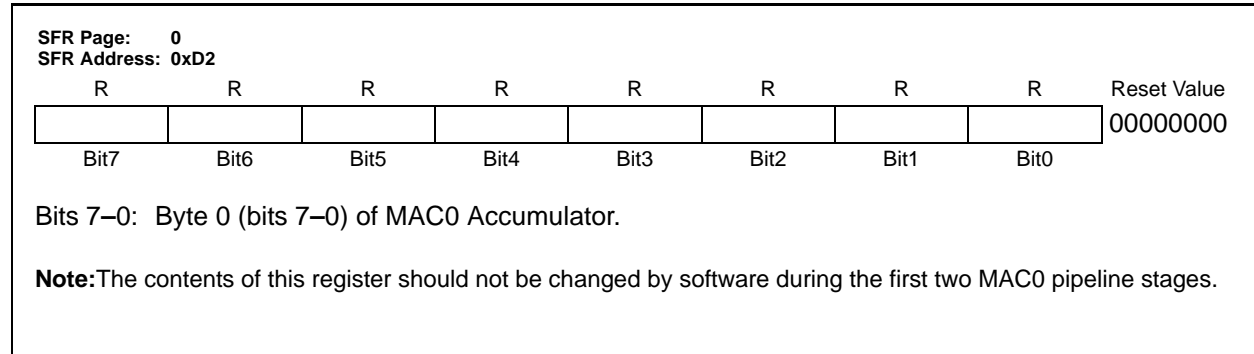 SFR Page: 0
SFR Address: 0xD2
R R R R R R R R Reset Value
00000000
Bit7 Bit6 Bit5 Bit4 Bit3 Bit2 Bit1 Bit0
Bits 7–0: Byte 0 (bits 7–0) of MAC0 Accumulator.
Note:The contents of this register should not be changed by software during the first two MAC0 pipeline stages.